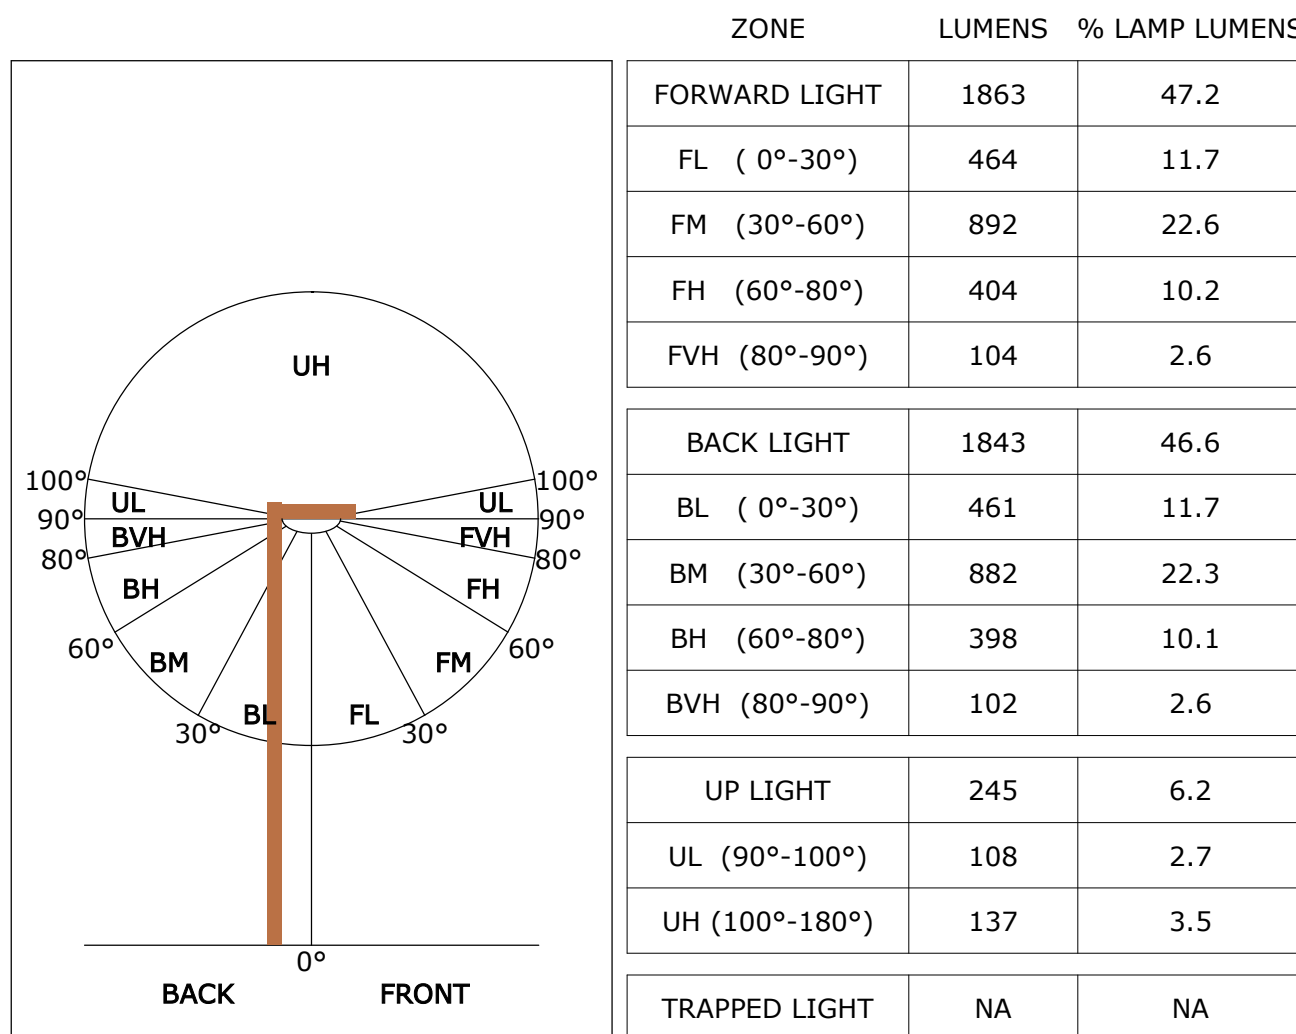 ZONE LUMENS % LAMP LUMENS
FORWARD LIGHT 1863 47.2
FL ( 0°-30°) 464 11.7
FM (30°-60°) 892 22.6
FH (60°-80°) 404 10.2
FVH (80°-90°) 104 2.6
BACK LIGHT 1843 46.6
BL ( 0°-30°) 461 11.7
BM (30°-60°) 882 22.3
BH (60°-80°) 398 10.1
BVH (80°-90°) 102 2.6
UP LIGHT 245 6.2
UL (90°-100°) 108 2.7
UH (100°-180°) 137 3.5
TRAPPED LIGHT NA NA
UH
100° 100°
UL UL
90° 90°
BVH FVH
80° 80°
BH FH
60° 60°
BM FM
BL FL
30° 30°
0°
BACK FRONT